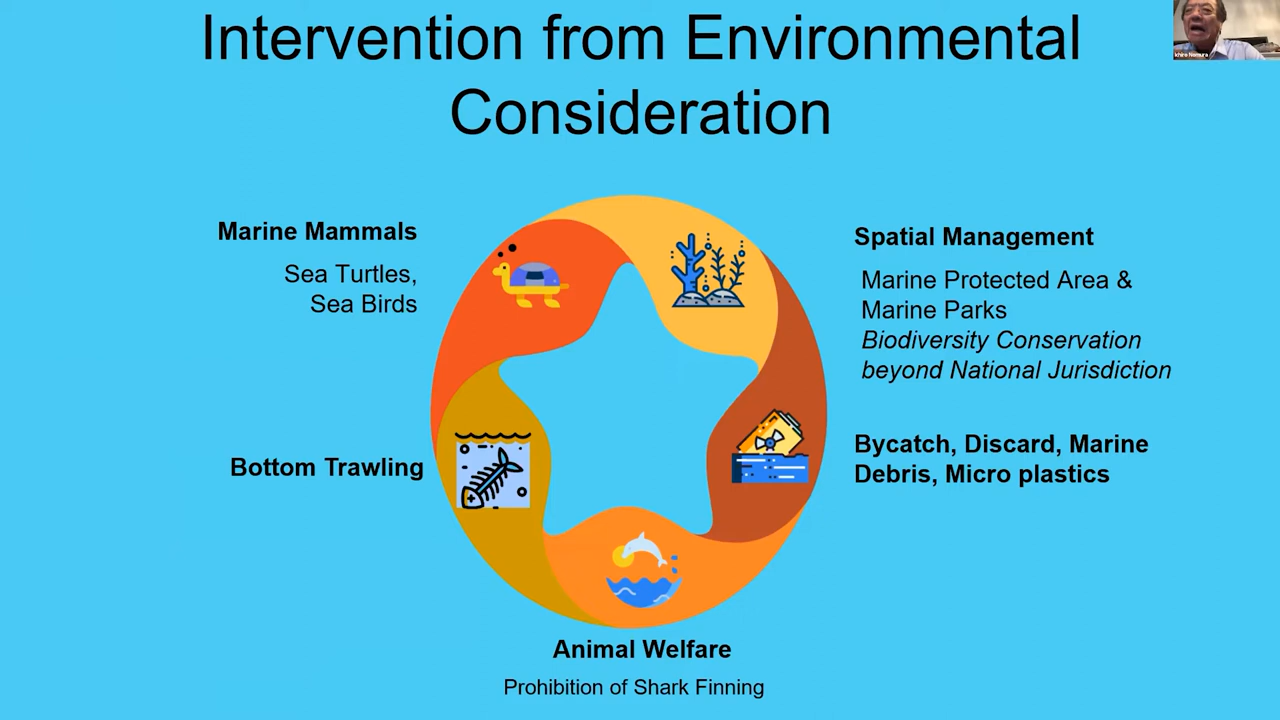 Intervention from Environmental
Consideration
Marine Mammals
Sea Turtles,
Sea Birds
Spatial Management
Marine Protected Area &
Marine Parks
Biodiversity Conservation
beyond National Jurisdiction
Bottom Trawling
Bycatch, Discard, Marine
Debris, Micro plastics
Animal Welfare
Prohibition of Shark Finning